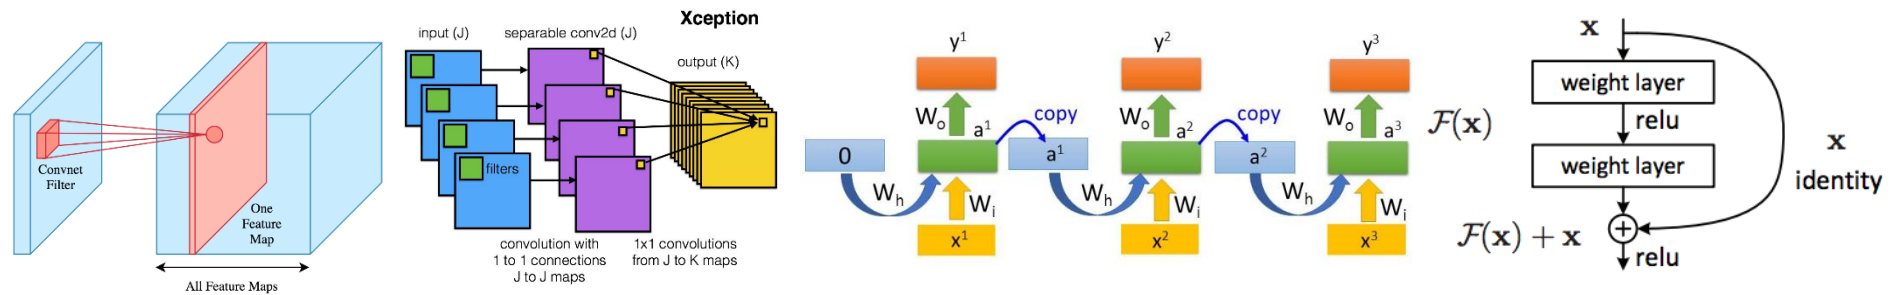 Convnet
Filter
One
Feature
Map
All Feature Maps
Xception
input (J)
separable conv2d (J)
output (K)
filters
convolution with
1 to 1 connections
J to J maps
1x1 convolutions
from J to K maps
y¹
y²
y³
Wₒ
a¹
copy
Wₒ
a²
copy
Wₒ
a³
0
a¹
a²
Wₕ
Wᵢ
Wₕ
Wᵢ
Wₕ
Wᵢ
x¹
x²
x³
x
weight layer
F(x)
relu
weight layer
x
identity
F(x) + x
+
relu